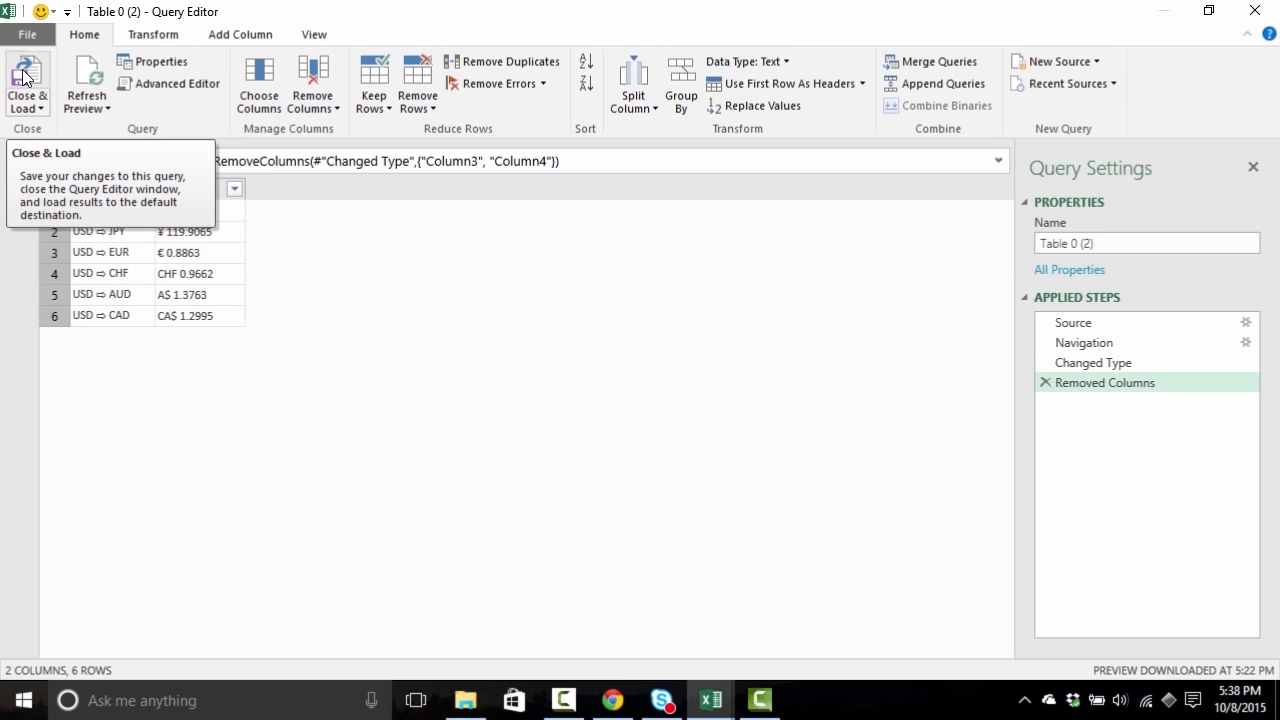 Table 0 (2) - Query Editor
File Home Transform Add Column View
Close & Load
Refresh Preview
Properties
Advanced Editor
Choose Columns
Remove Columns
Keep Rows
Remove Rows
Remove Duplicates
Remove Errors
Split Column
Group By
Data Type: Text
Use First Row As Headers
Replace Values
Merge Queries
Append Queries
Combine Binaries
New Source
Recent Sources
Close Query Manage Columns Reduce Rows Sort Transform Combine New Query
Close & Load
Save your changes to this query,
close the Query Editor window,
and load results to the default
destination.
RemoveColumns(#"Changed Type",{"Column3", "Column4"})
2 USD ⇨ JPY ¥ 119.9065
3 USD ⇨ EUR € 0.8863
4 USD ⇨ CHF CHF 0.9662
5 USD ⇨ AUD A$ 1.3763
6 USD ⇨ CAD CA$ 1.2995
Query Settings
PROPERTIES
Name
Table 0 (2)
All Properties
APPLIED STEPS
Source
Navigation
Changed Type
Removed Columns
2 COLUMNS, 6 ROWS
PREVIEW DOWNLOADED AT 5:22 PM
Ask me anything
5:38 PM
10/8/2015